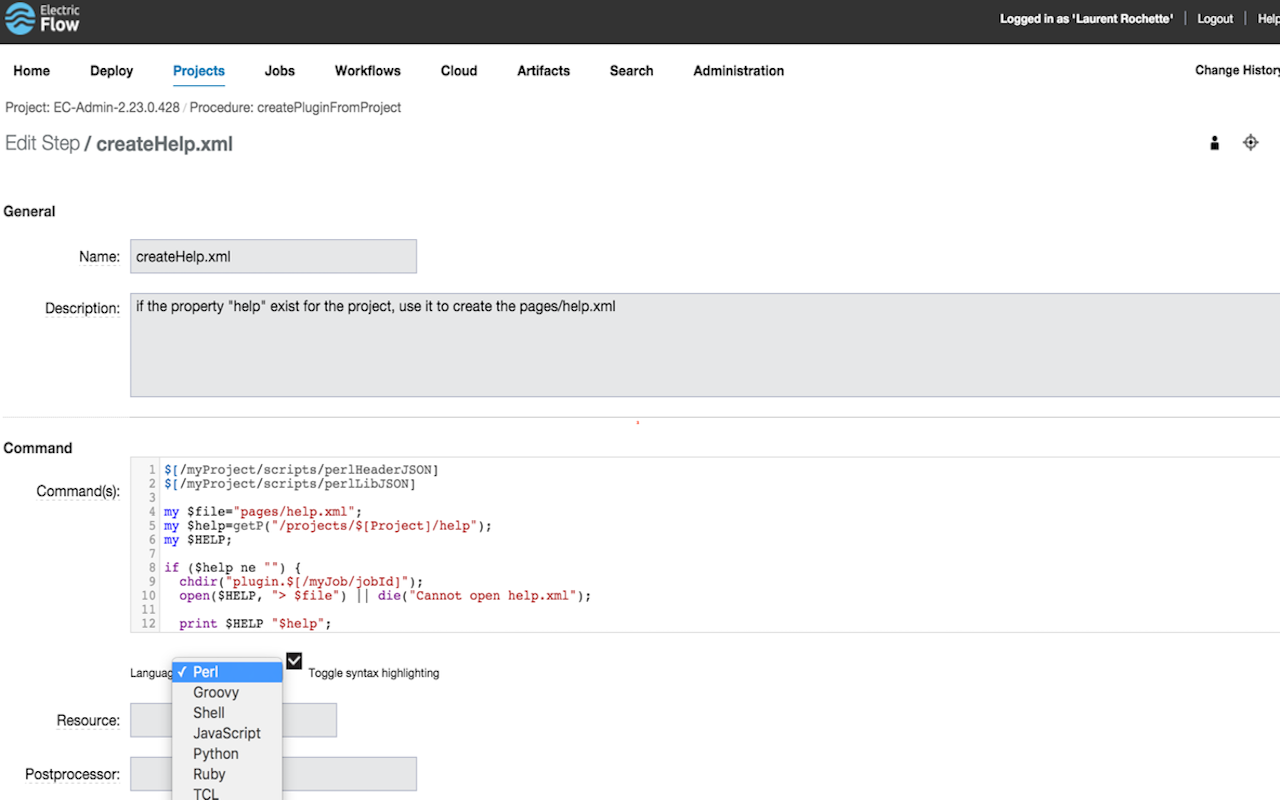 Electric
Flow
Logged in as 'Laurent Rochette' | Logout | Help
Home Deploy Projects Jobs Workflows Cloud Artifacts Search Administration Change History
Project: EC-Admin-2.23.0.428 / Procedure: createPluginFromProject
Edit Step / createHelp.xml
General
Name: createHelp.xml
Description: if the property "help" exist for the project, use it to create the pages/help.xml
Command
Command(s):
1 $[/myProject/scripts/perlHeaderJSON]
2 $[/myProject/scripts/perlLibJSON]
3
4 my $file="pages/help.xml";
5 my $help=getP("/projects/$[Project]/help");
6 my $HELP;
7
8 if ($help ne "") {
9 chdir("plugin.$[/myJob/jobId]");
10 open($HELP, "> $file") || die("Cannot open help.xml");
11
12 print $HELP "$help";
Languag ✓ Perl Toggle syntax highlighting
Groovy
Shell
Resource:
JavaScript
Python
Postprocessor: Ruby
TCL